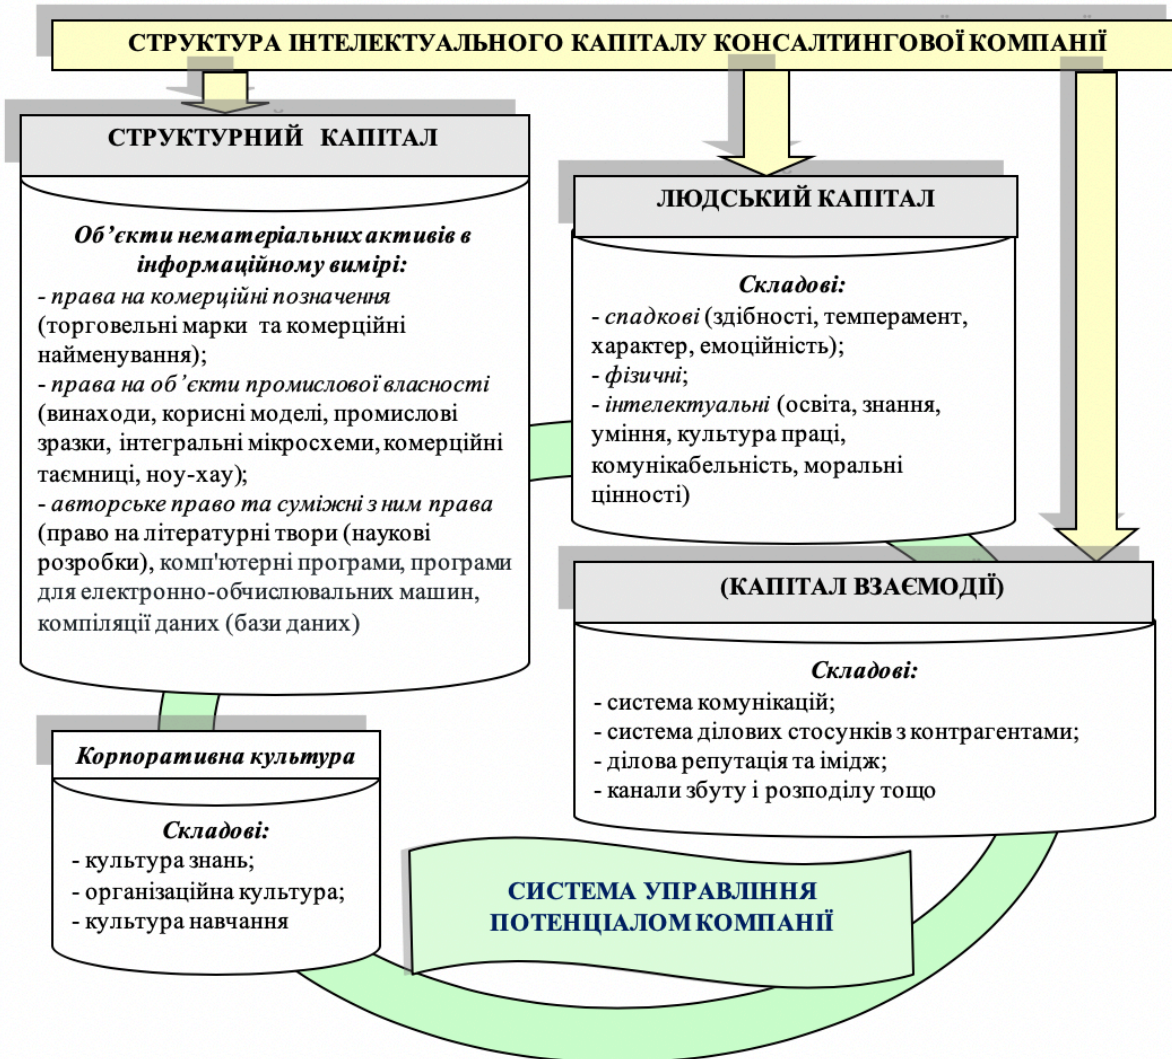 СТРУКТУРА ІНТЕЛЕКТУАЛЬНОГО КАПІТАЛУ КОНСАЛТИНГОВОЇ КОМПАНІЇ
СТРУКТУРНИЙ КАПІТАЛ
Об’єкти нематеріальних активів в
інформаційному вимірі:
- права на комерційні позначення
(торговельні марки та комерційні
найменування);
- права на об’єкти промислової власності
(винаходи, корисні моделі, промислові
зразки, інтегральні мікросхеми, комерційні
таємниці, ноу-хау);
- авторське право та суміжні з ним права
(право на літературні твори (наукові
розробки), комп'ютерні програми, програми
для електронно-обчислювальних машин,
компіляції даних (бази даних)
ЛЮДСЬКИЙ КАПІТАЛ
Складові:
- спадкові (здібності, темперамент,
характер, емоційність);
- фізичні;
- інтелектуальні (освіта, знання,
уміння, культура праці,
комунікабельність, моральні
цінності)
(КАПІТАЛ ВЗАЄМОДІЇ)
Складові:
- система комунікацій;
- система ділових стосунків з контрагентами;
- ділова репутація та імідж;
- канали збуту і розподілу тощо
Корпоративна культура
Складові:
- культура знань;
- організаційна культура;
- культура навчання
СИСТЕМА УПРАВЛІННЯ
ПОТЕНЦІАЛОМ КОМПАНІЇ